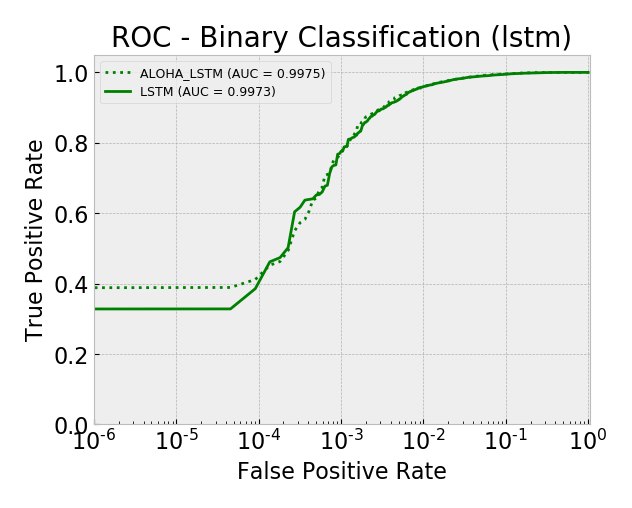 ROC - Binary Classification (lstm)
ALOHA_LSTM (AUC = 0.9975)
LSTM (AUC = 0.9973)
True Positive Rate
1.0
0.8
0.6
0.4
0.2
0.0
10⁻⁶ 10⁻⁵ 10⁻⁴ 10⁻³ 10⁻² 10⁻¹ 10⁰
False Positive Rate